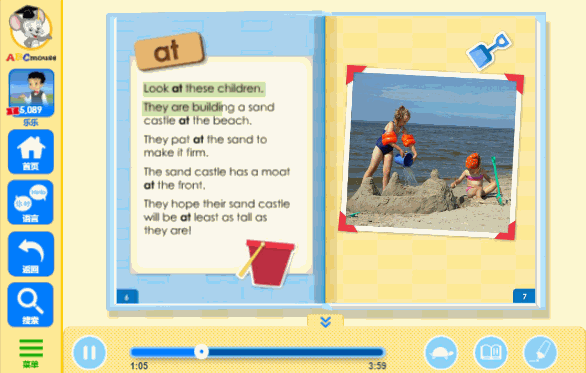 ABCmouse
5,089
乐乐
首页
语言
返回
搜索
菜单
at
Look at these children.
They are building a sand
castle at the beach.
They pat at the sand to
make it firm.
The sand castle has a moat
at the front.
They hope their sand castle
will be at least as tall as
they are!
6
7
1:05
3:59